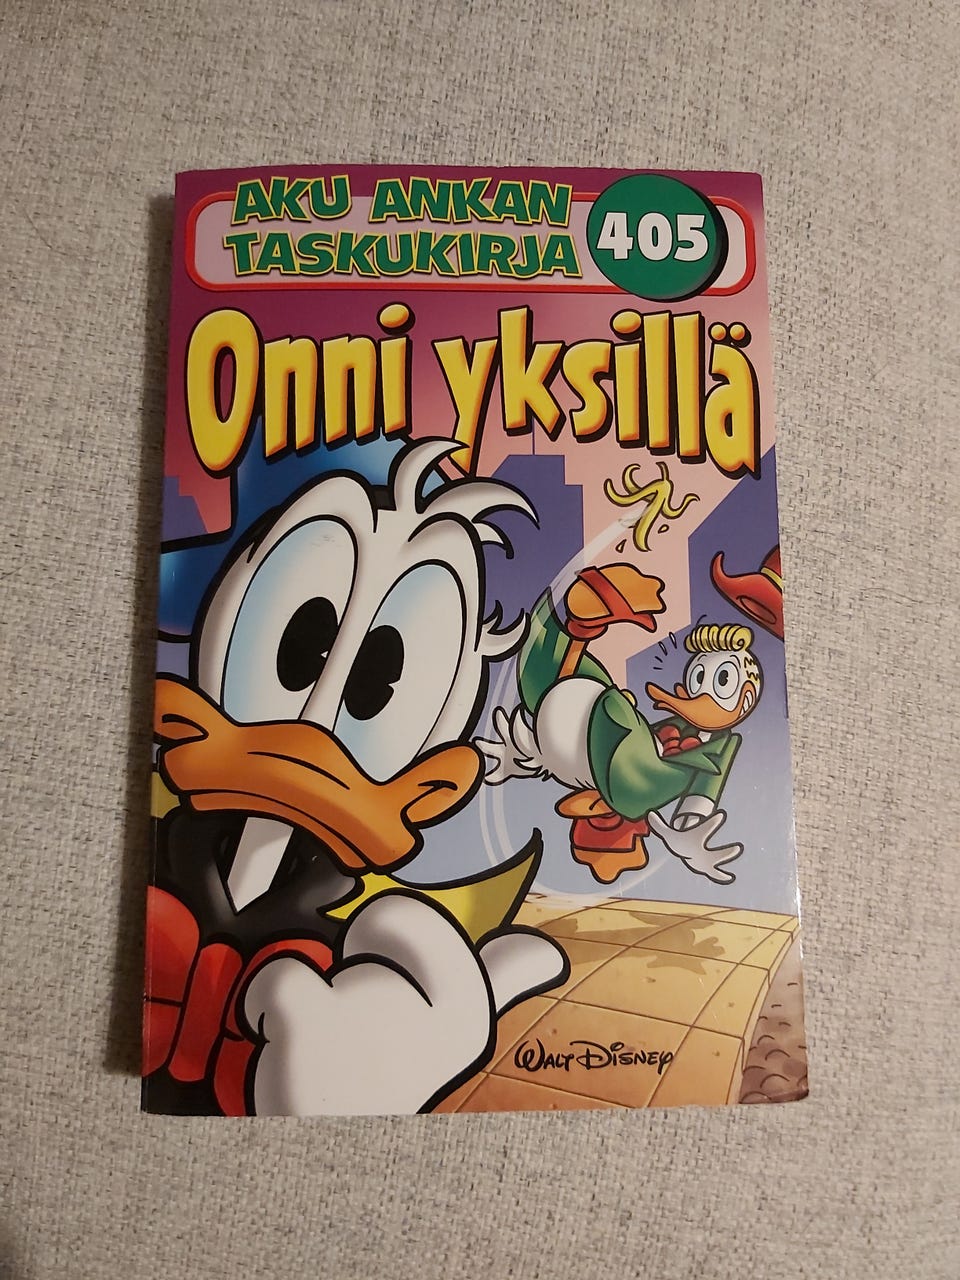 AKU ANKAN
TASKUKIRJA
405
Onni yksillä
WALT DISNEY